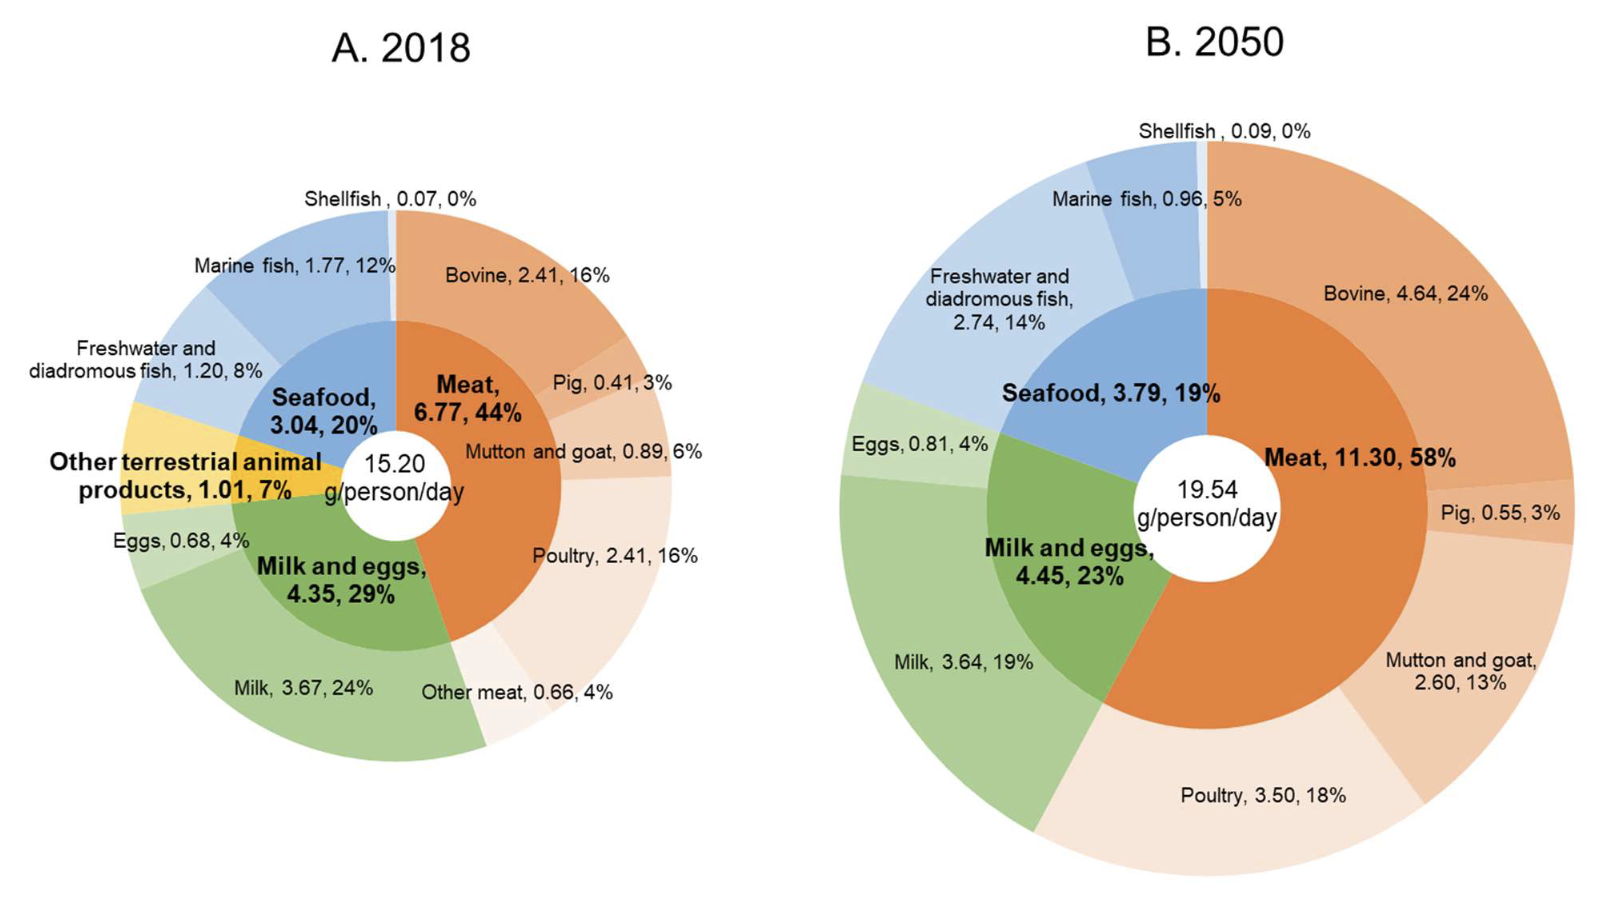 A. 2018
Shellfish , 0.07, 0%
Marine fish, 1.77, 12%
Bovine, 2.41, 16%
Freshwater and
diadromous fish, 1.20, 8%
Pig, 0.41, 3%
Seafood,
3.04, 20%
Meat,
6.77, 44%
Mutton and goat, 0.89, 6%
Other terrestrial animal
products, 1.01, 7%
15.20
g/person/day
Eggs, 0.68, 4%
Milk and eggs,
4.35, 29%
Poultry, 2.41, 16%
Milk, 3.67, 24%
Other meat, 0.66, 4%
B. 2050
Shellfish , 0.09, 0%
Marine fish, 0.96, 5%
Freshwater and
diadromous fish,
2.74, 14%
Bovine, 4.64, 24%
Seafood, 3.79, 19%
Eggs, 0.81, 4%
Meat, 11.30, 58%
19.54
g/person/day
Pig, 0.55, 3%
Milk and eggs,
4.45, 23%
Milk, 3.64, 19%
Mutton and goat,
2.60, 13%
Poultry, 3.50, 18%